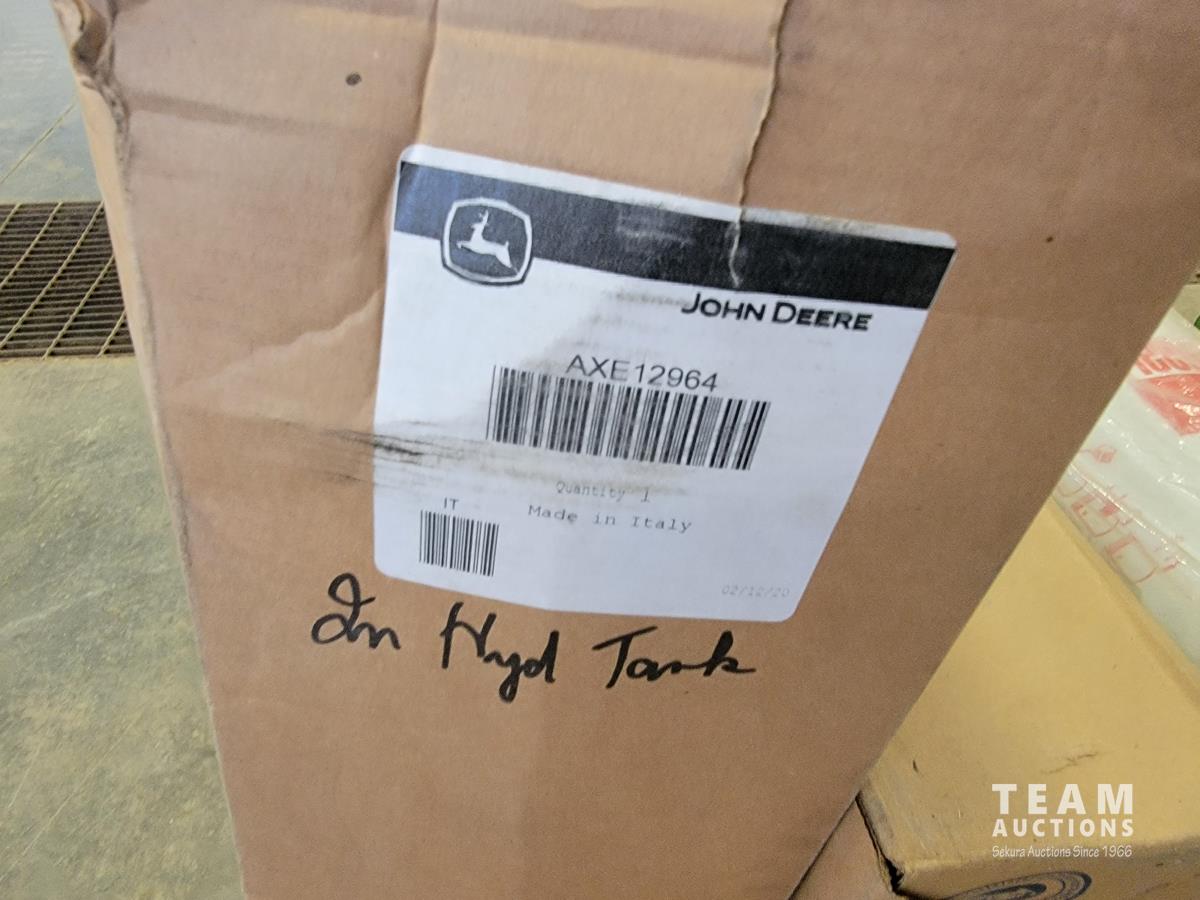 JOHN DEERE
AXE12964
Quantity 1
Made in Italy
IT
02/12/20
In Hyd Tank
TEAM
AUCTIONS
Sekura Auctions Since 1966